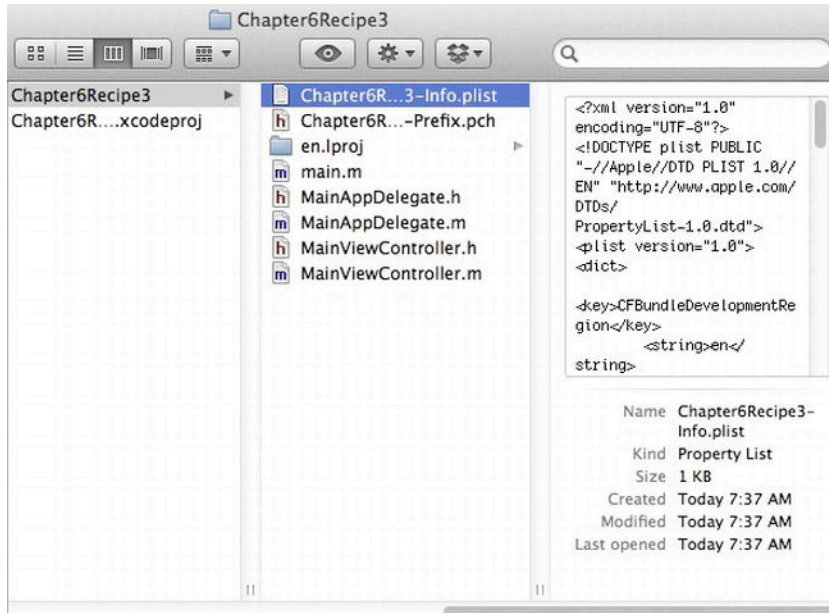 Chapter6Recipe3
Chapter6Recipe3
Chapter6R....xcodeproj
Chapter6R...3-Info.plist
h Chapter6R...-Prefix.pch
en.lproj
m main.m
h MainAppDelegate.h
m MainAppDelegate.m
h MainViewController.h
m MainViewController.m
<?xml version="1.0"
encoding="UTF-8"?>
<!DOCTYPE plist PUBLIC
"-//Apple//DTD PLIST 1.0//
EN" "http://www.apple.com/
DTDs/
PropertyList-1.0.dtd">
<plist version="1.0">
<dict>
<key>CFBundleDevelopmentRe
gion</key>
<string>en</
string>
Name Chapter6Recipe3-
Info.plist
Kind Property List
Size 1 KB
Created Today 7:37 AM
Modified Today 7:37 AM
Last opened Today 7:37 AM